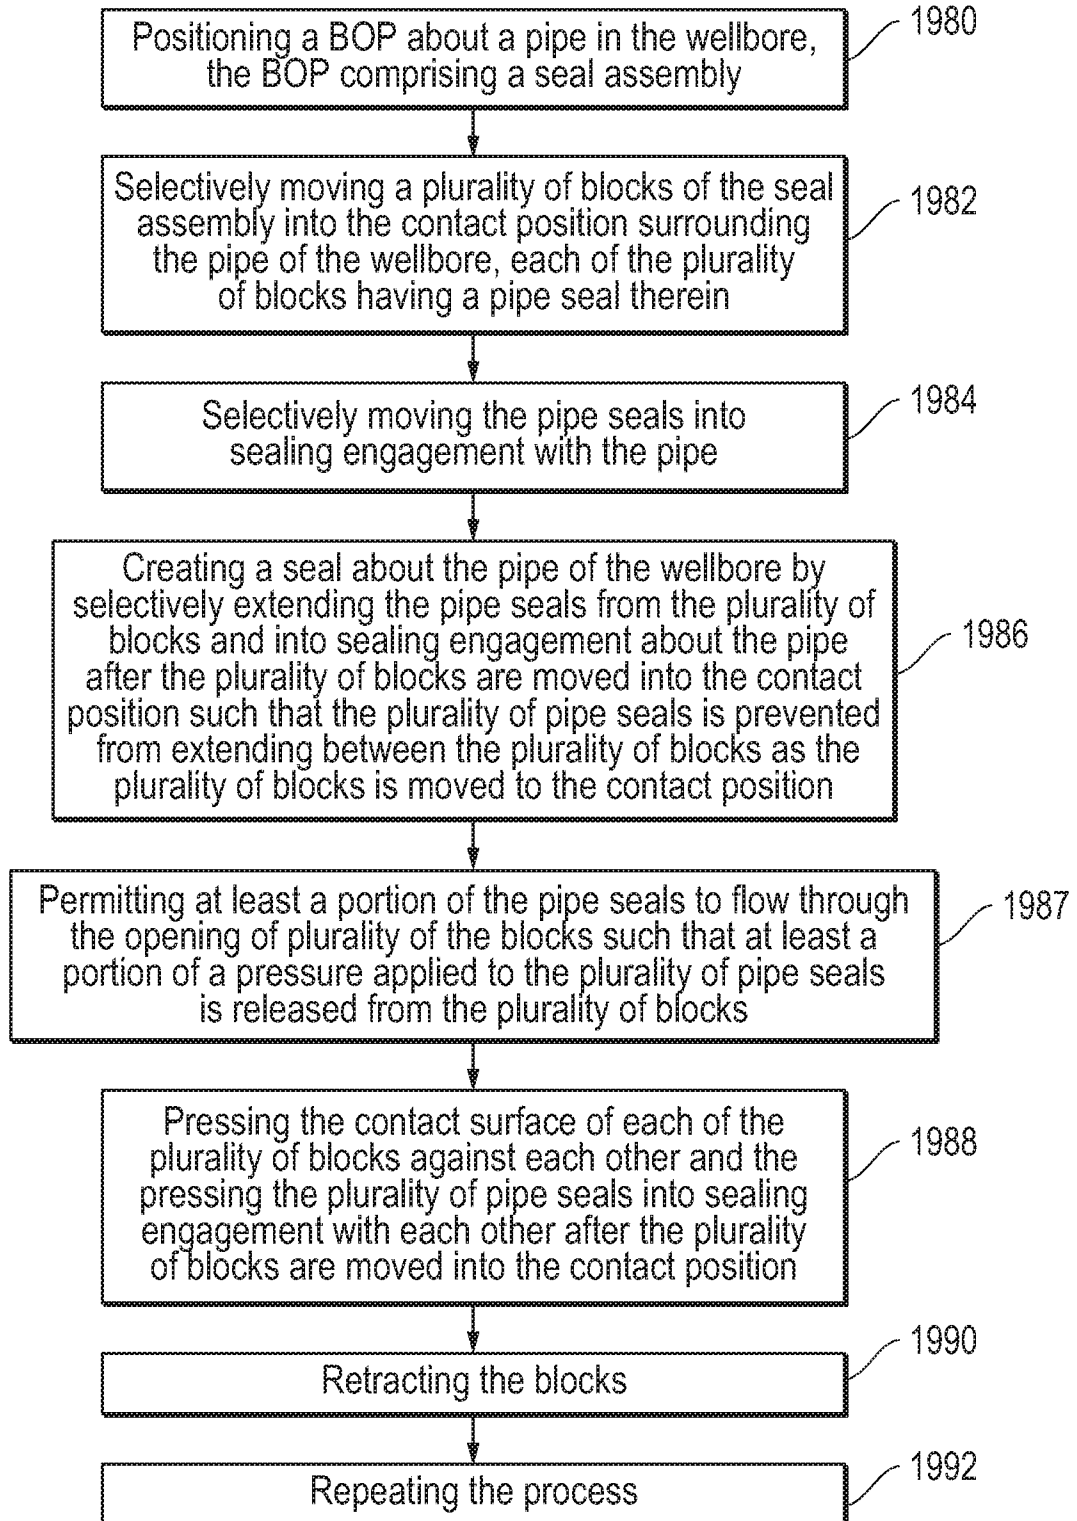 Positioning a BOP about a pipe in the wellbore,
the BOP comprising a seal assembly
1980
Selectively moving a plurality of blocks of the seal
assembly into the contact position surrounding
the pipe of the wellbore, each of the plurality
of blocks having a pipe seal therein
1982
Selectively moving the pipe seals into
sealing engagement with the pipe
1984
Creating a seal about the pipe of the wellbore by
selectively extending the pipe seals from the plurality of
blocks and into sealing engagement about the pipe
after the plurality of blocks are moved into the contact
position such that the plurality of pipe seals is prevented
from extending between the plurality of blocks as the
plurality of blocks is moved to the contact position
1986
Permitting at least a portion of the pipe seals to flow through
the opening of plurality of the blocks such that at least a
portion of a pressure applied to the plurality of pipe seals
is released from the plurality of blocks
1987
Pressing the contact surface of each of the
plurality of blocks against each other and the
pressing the plurality of pipe seals into sealing
engagement with each other after the plurality
of blocks are moved into the contact position
1988
Retracting the blocks
1990
Repeating the process
1992